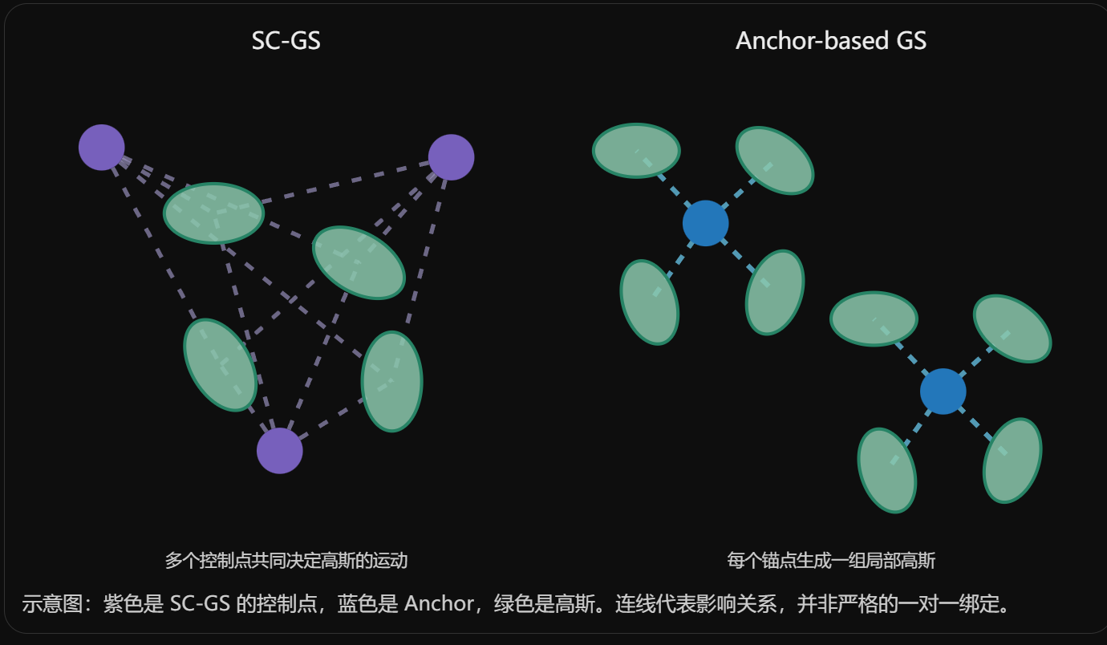 SC-GS
Anchor-based GS
多个控制点共同决定高斯的运动
每个锚点生成一组局部高斯
示意图：紫色是 SC-GS 的控制点，蓝色是 Anchor，绿色是高斯。连线代表影响关系，并非严格的一对一绑定。